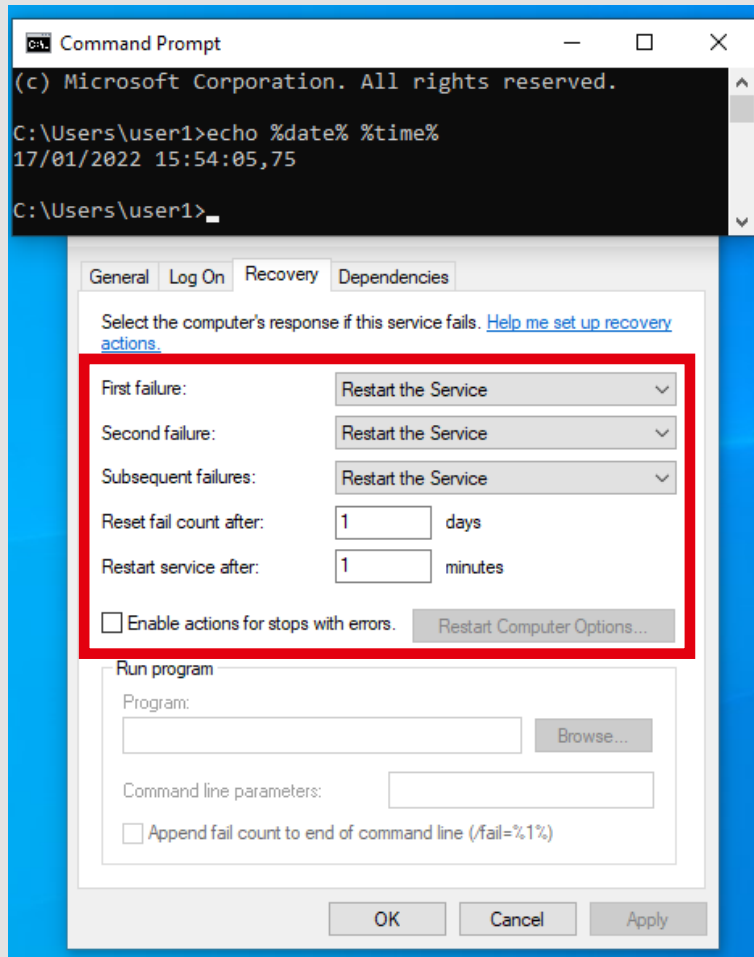 Command Prompt
(c) Microsoft Corporation. All rights reserved.
C:\Users\user1>echo %date% %time%
17/01/2022 15:54:05,75
C:\Users\user1>
General Log On Recovery Dependencies
Select the computer's response if this service fails. Help me set up recovery
actions.
First failure: Restart the Service
Second failure: Restart the Service
Subsequent failures: Restart the Service
Reset fail count after: 1 days
Restart service after: 1 minutes
Enable actions for stops with errors. Restart Computer Options...
Run program
Program:
Browse...
Command line parameters:
Append fail count to end of command line (/fail=%1%)
OK Cancel Apply